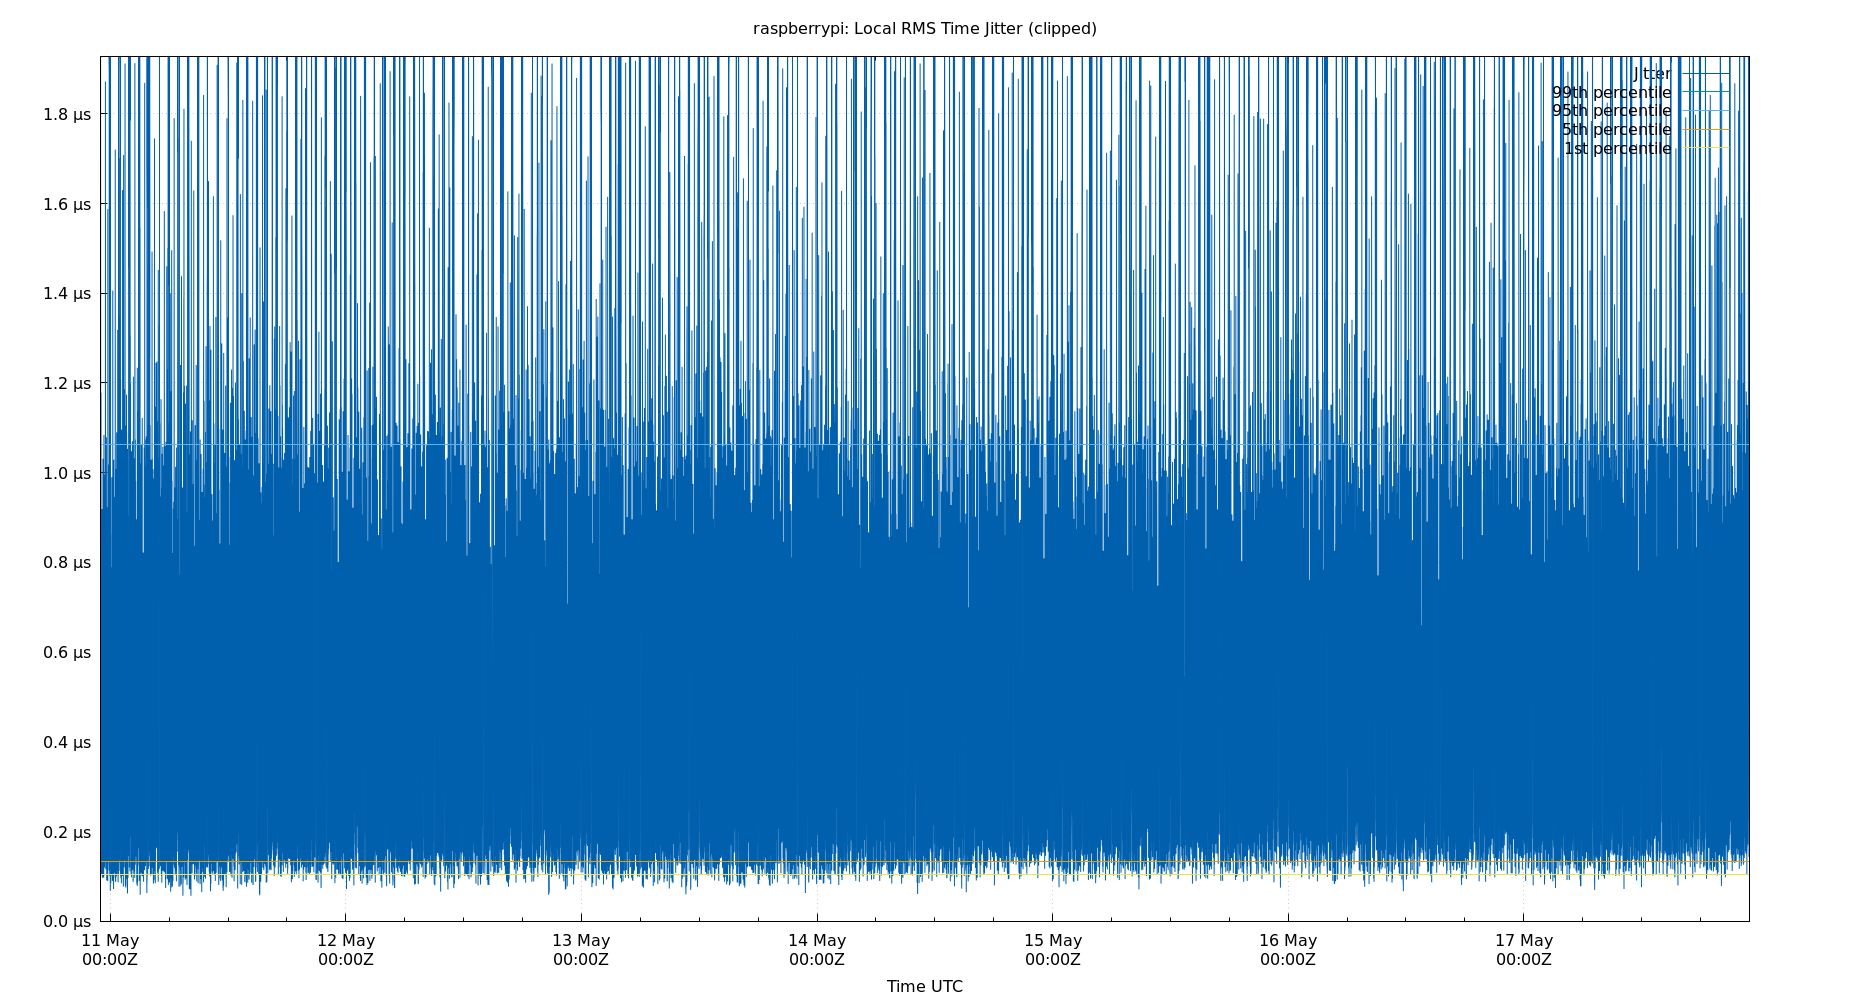 raspberrypi: Local RMS Time Jitter (clipped)
Jitter
99th percentile
95th percentile
5th percentile
1st percentile
1.8 µs
1.6 µs
1.4 µs
1.2 µs
1.0 µs
0.8 µs
0.6 µs
0.4 µs
0.2 µs
0.0 µs
11 May 12 May 13 May 14 May 15 May 16 May 17 May
00:00Z 00:00Z 00:00Z 00:00Z 00:00Z 00:00Z 00:00Z
Time UTC